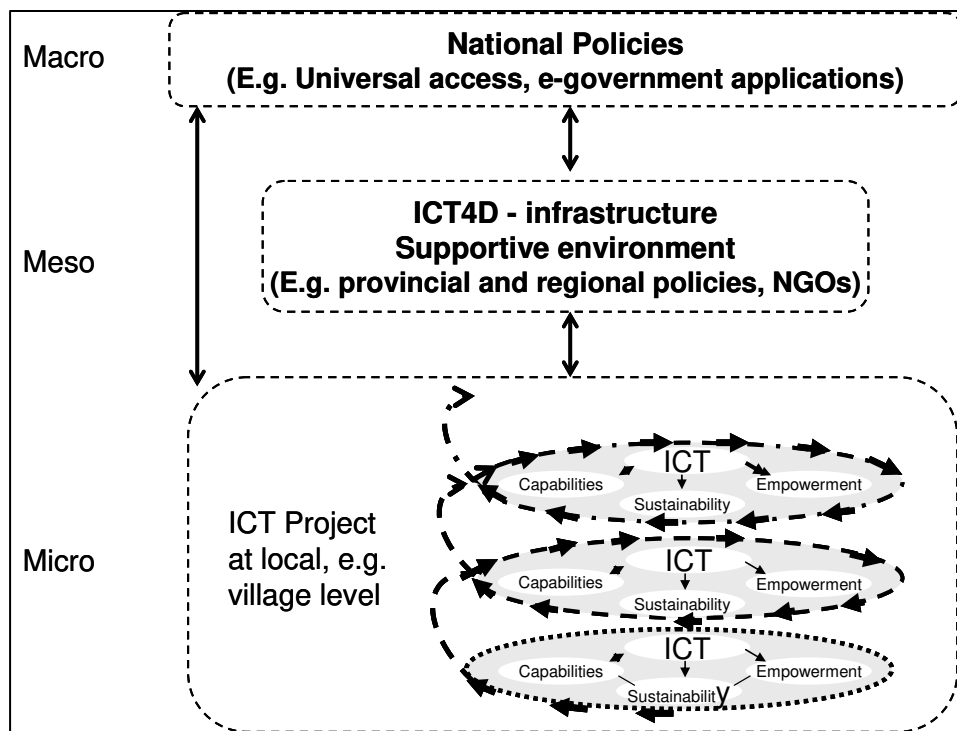 Macro
National Policies
(E.g. Universal access, e-government applications)
Meso
ICT4D - infrastructure
Supportive environment
(E.g. provincial and regional policies, NGOs)
Micro
ICT Project
at local, e.g.
village level
ICT
Capabilities
Empowerment
Sustainability
ICT
Capabilities
Empowerment
Sustainability
ICT
Capabilities
Empowerment
Sustainability